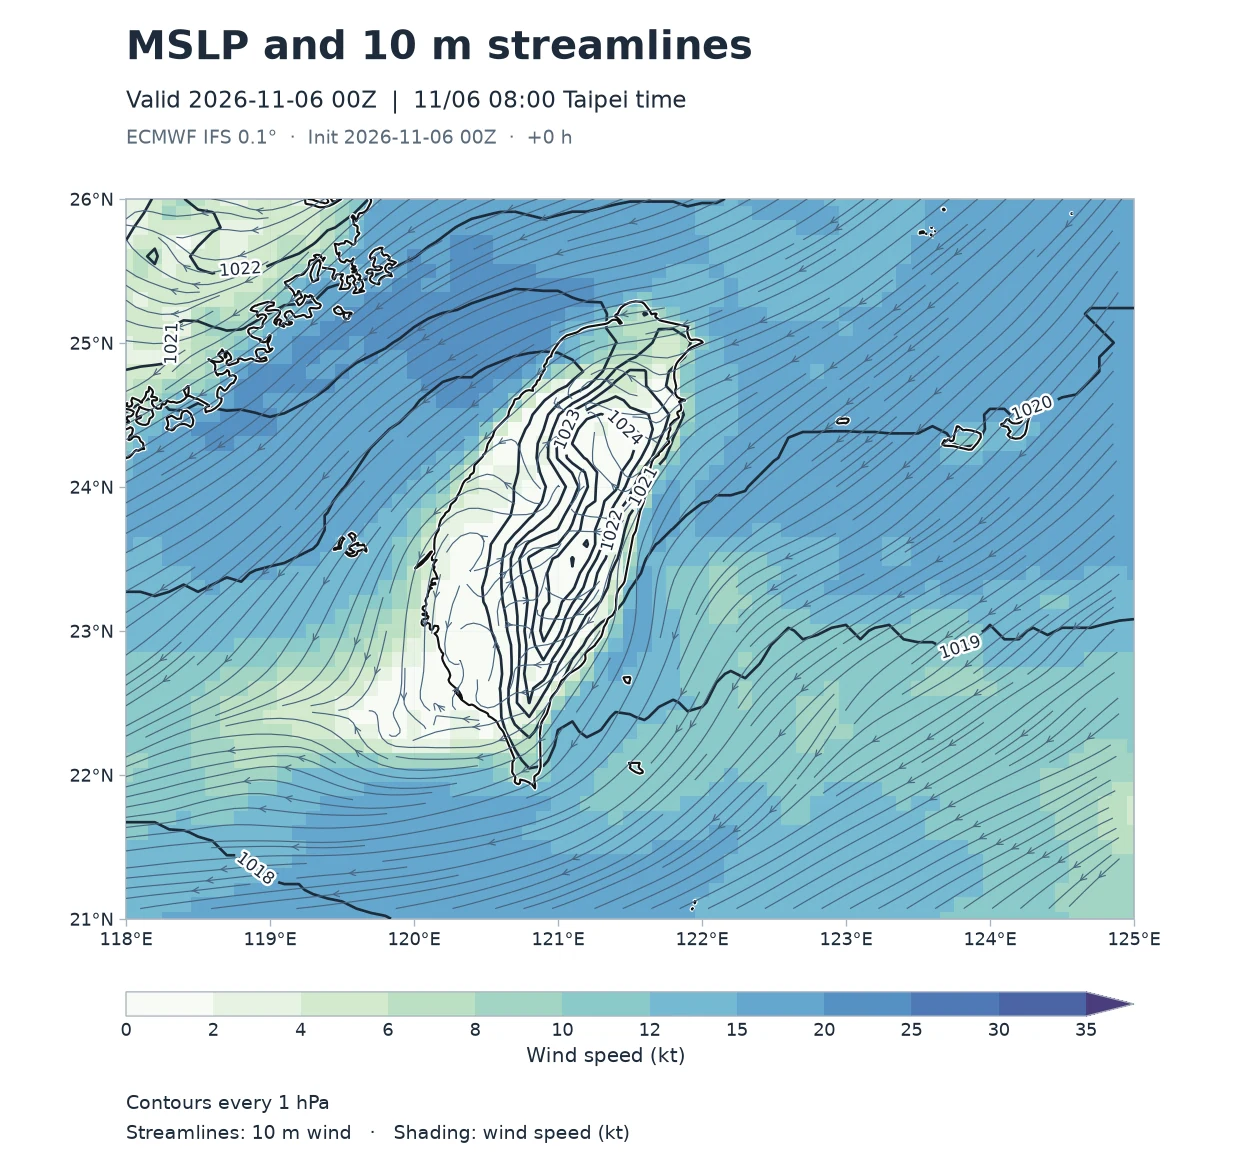 MSLP and 10 m streamlines
Valid 2026-11-06 00Z | 11/06 08:00 Taipei time
ECMWF IFS 0.1° · Init 2026-11-06 00Z · +0 h
26°N
1022
1021
25°N
1020
1023
1024
1021
24°N
1022
23°N
1019
22°N
1018
21°N
118°E 119°E 120°E 121°E 122°E 123°E 124°E 125°E
0 2 4 6 8 10 12 15 20 25 30 35
Wind speed (kt)
Contours every 1 hPa
Streamlines: 10 m wind · Shading: wind speed (kt)